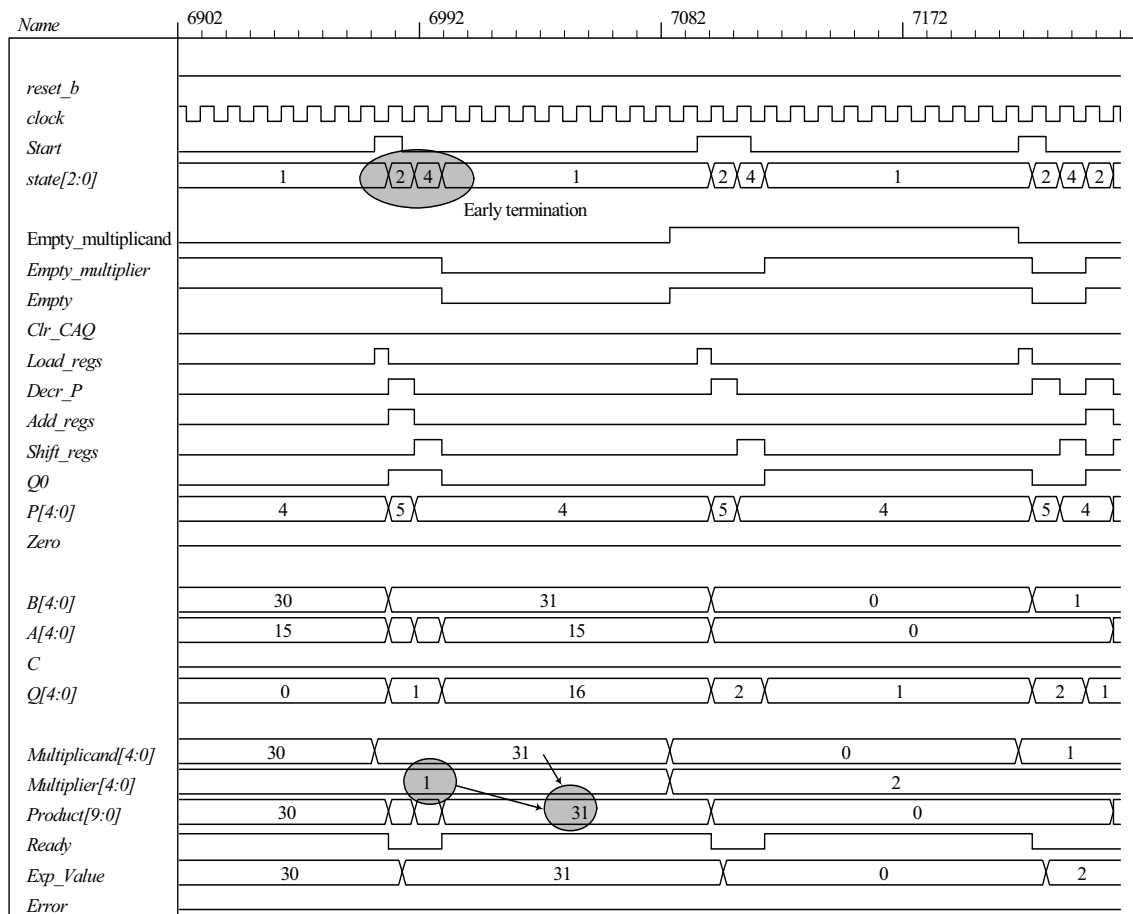 Name 6902 6992 7082 7172
reset_b
clock
Start
state[2:0] 1 2 4 1 2 4 1 2 4 2
Early termination
Empty_multiplicand
Empty_multiplier
Empty
Clr_CAQ
Load_regs
Decr_P
Add_regs
Shift_regs
Q0
P[4:0] 4 5 4 5 4 5 4
Zero
B[4:0] 30 31 0 1
A[4:0] 15 15 0
C
Q[4:0] 0 1 16 2 1 2 1
Multiplicand[4:0] 30 31 0 1
Multiplier[4:0] 1 2
Product[9:0] 30 31 0
Ready
Exp_Value 30 31 0 2
Error